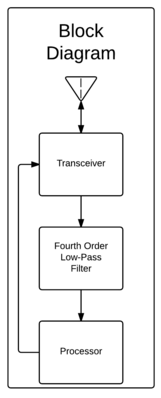 Block
Diagram
Transceiver
Fourth Order
Low-Pass
Filter
Processor